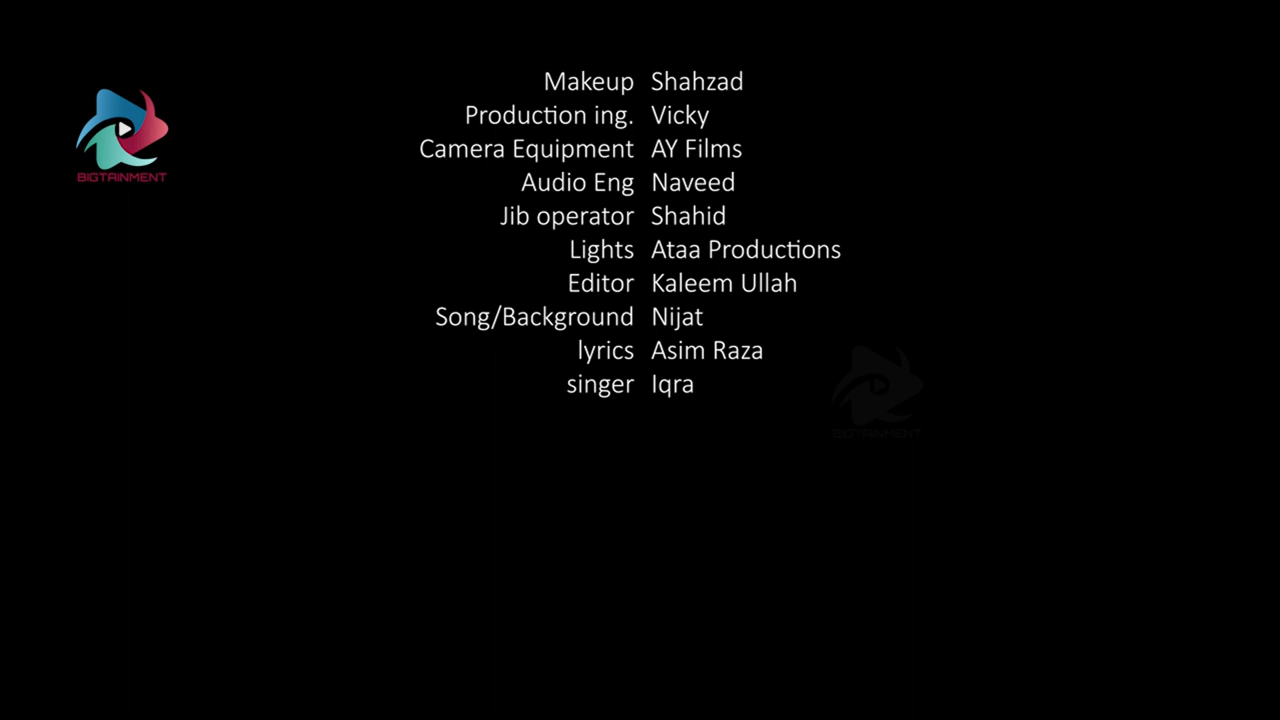 Makeup Shahzad
Production ing. Vicky
Camera Equipment AY Films
Audio Eng Naveed
Jib operator Shahid
Lights Ataa Productions
Editor Kaleem Ullah
Song/Background Nijat
lyrics Asim Raza
singer Iqra
BIGTAINMENT
BIGTAINMENT